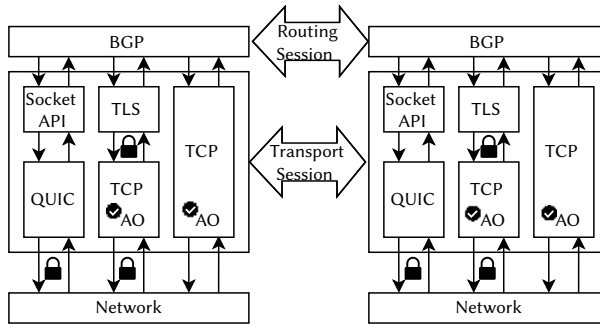 BGP
Routing
Session
BGP
Socket
API
TLS
TCP
QUIC
TCP
AO
AO
Transport
Session
Socket
API
TLS
TCP
QUIC
TCP
AO
AO
Network
Network